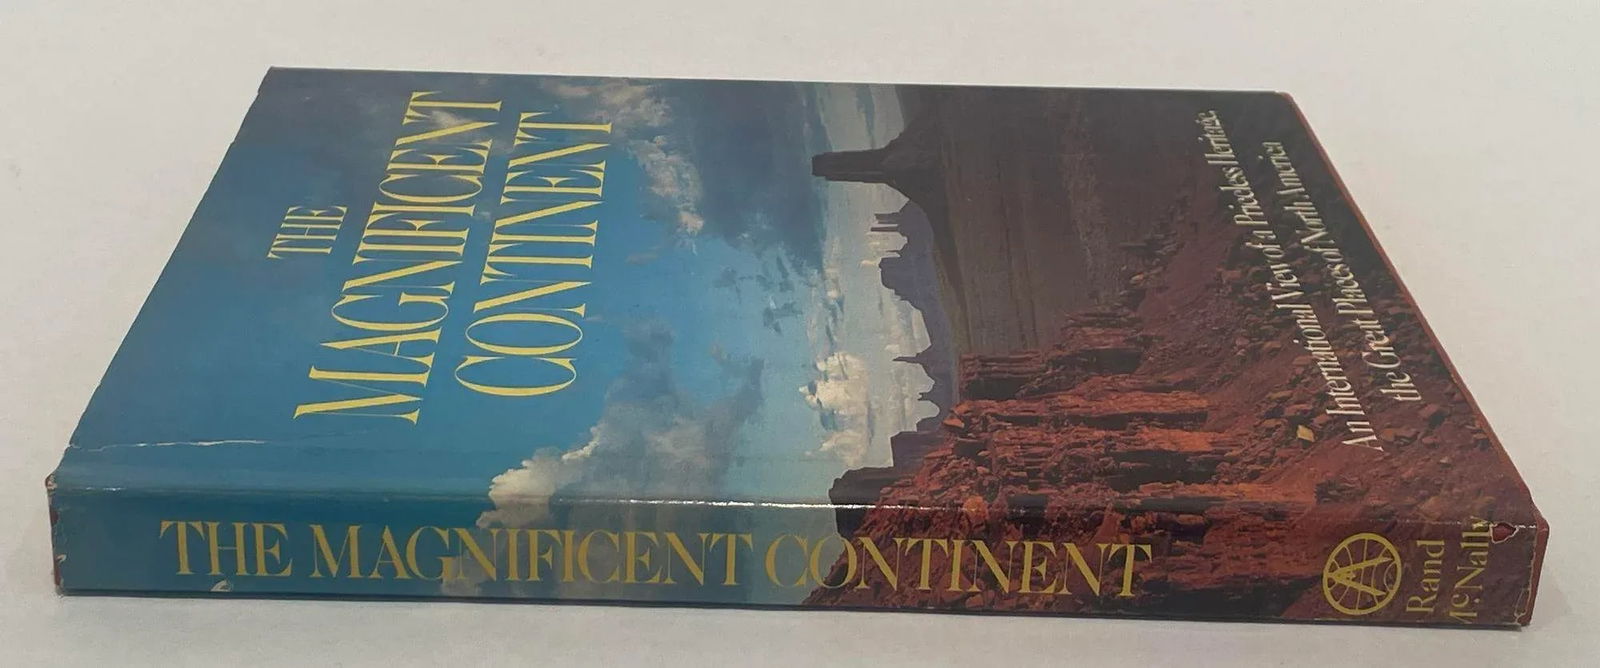 THE
MAGNIFICENT
CONTINENT
An International View of a Priceless Heritage,
the Great Places of North America
THE MAGNIFICENT CONTINENT
Rand
McNally